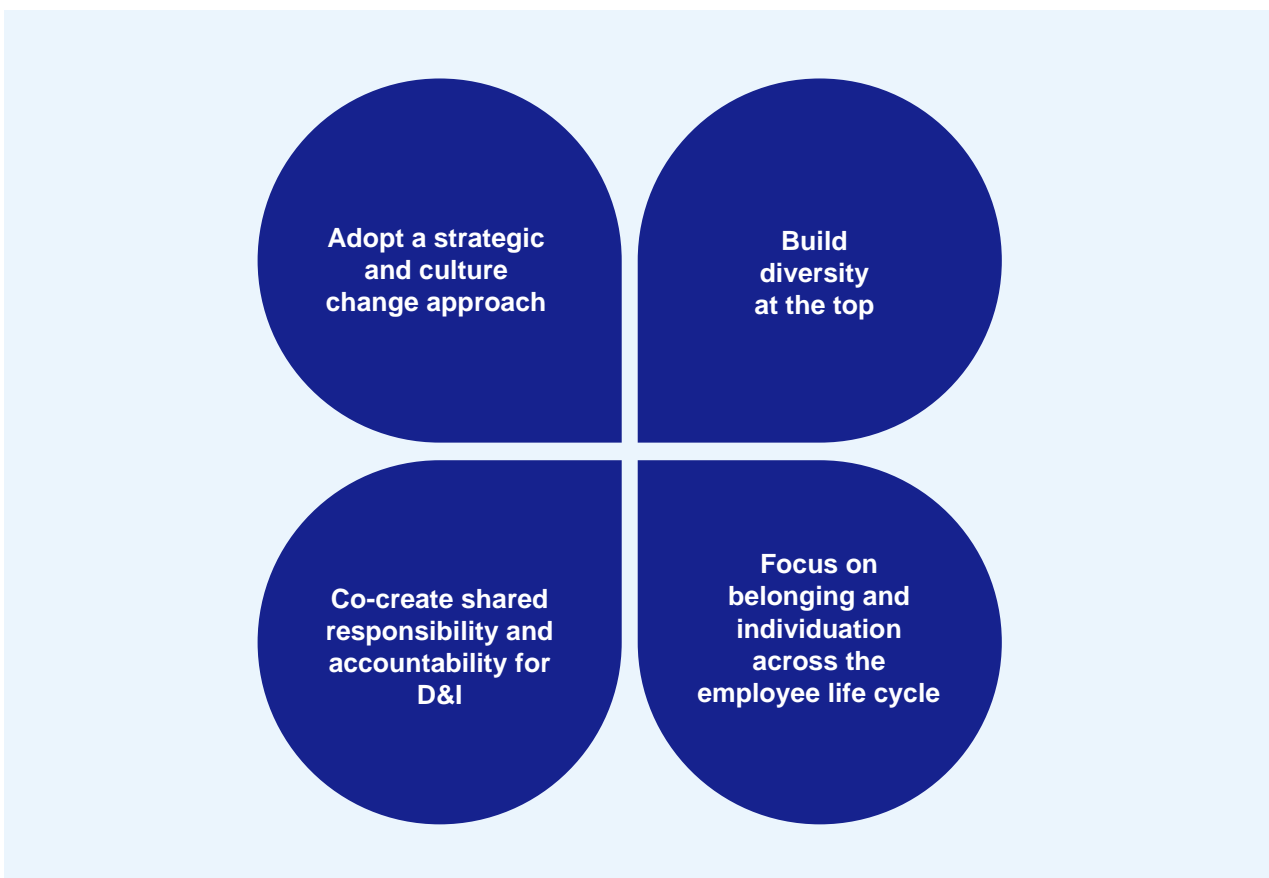 Adopt a strategic
and culture
change approach
Build
diversity
at the top
Co-create shared
responsibility and
accountability for
D&I
Focus on
belonging and
individuation
across the
employee life cycle